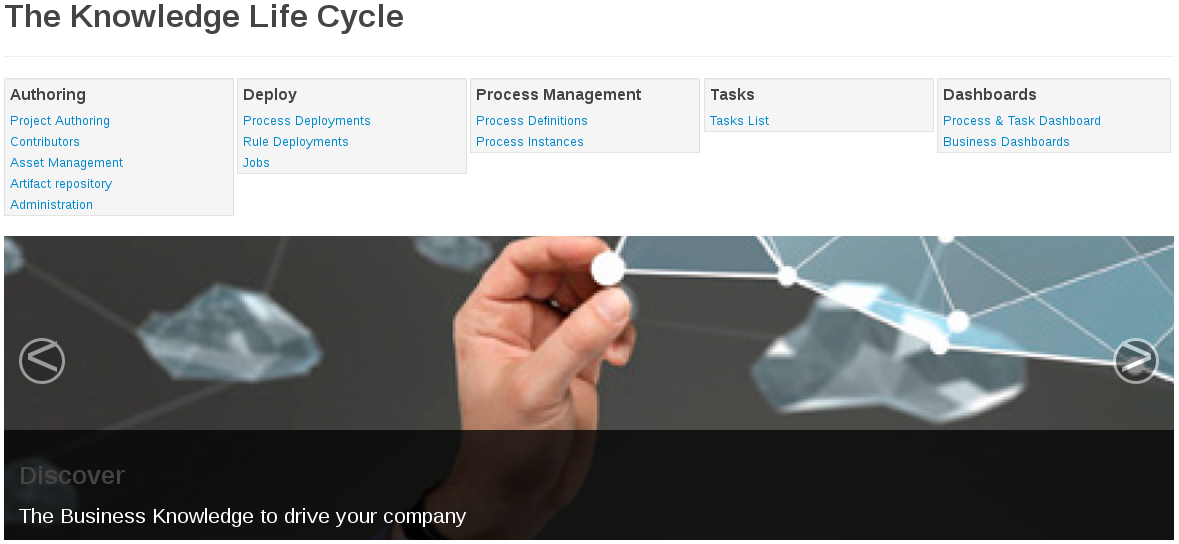 The Knowledge Life Cycle
Authoring
Project Authoring
Contributors
Asset Management
Artifact repository
Administration
Deploy
Process Deployments
Rule Deployments
Jobs
Process Management
Process Definitions
Process Instances
Tasks
Tasks List
Dashboards
Process & Task Dashboard
Business Dashboards
<
>
Discover
The Business Knowledge to drive your company